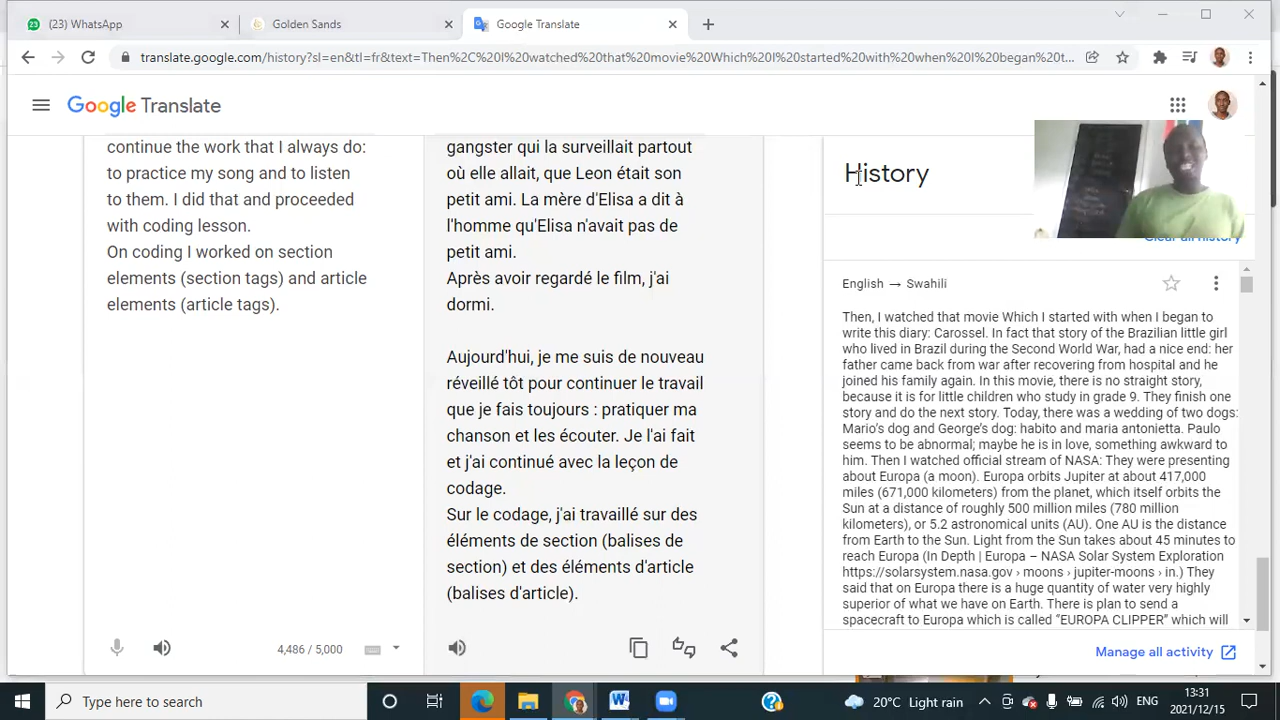 (23) WhatsApp
Golden Sands
Google Translate
translate.google.com/history?sl=en&tl=fr&text=Then%2C%20I%20watched%20that%20movie%20Which%20I%20started%20with%20when%20I%20began%20t...
Google Translate
continue the work that I always do:
to practice my song and to listen
to them. I did that and proceeded
with coding lesson.
On coding I worked on section
elements (section tags) and article
elements (article tags).
4,486 / 5,000
gangster qui la surveillait partout
où elle allait, que Leon était son
petit ami. La mère d'Elisa a dit à
l'homme qu'Elisa n'avait pas de
petit ami.
Après avoir regardé le film, j'ai
dormi.
Aujourd'hui, je me suis de nouveau
réveillé tôt pour continuer le travail
que je fais toujours : pratiquer ma
chanson et les écouter. Je l'ai fait
et j'ai continué avec la leçon de
codage.
Sur le codage, j'ai travaillé sur des
éléments de section (balises de
section) et des éléments d'article
(balises d'article).
History
Clear all history
English → Swahili
Then, I watched that movie Which I started with when I began to
write this diary: Carossel. In fact that story of the Brazilian little girl
who lived in Brazil during the Second World War, had a nice end: her
father came back from war after recovering from hospital and he
joined his family again. In this movie, there is no straight story,
because it is for little children who study in grade 9. They finish one
story and do the next story. Today, there was a wedding of two dogs:
Mario's dog and George's dog: habito and maria antonietta. Paulo
seems to be abnormal; maybe he is in love, something awkward to
him. Then I watched official stream of NASA: They were presenting
about Europa (a moon). Europa orbits Jupiter at about 417,000
miles (671,000 kilometers) from the planet, which itself orbits the
Sun at a distance of roughly 500 million miles (780 million
kilometers), or 5.2 astronomical units (AU). One AU is the distance
from Earth to the Sun. Light from the Sun takes about 45 minutes to
reach Europa (In Depth | Europa – NASA Solar System Exploration
https://solarsystem.nasa.gov › moons › jupiter-moons › in.) They
said that on Europa there is a huge quantity of water very highly
superior of what we have on Earth. There is plan to send a
spacecraft to Europa which is called “EUROPA CLIPPER” which will
Manage all activity
Type here to search
20°C Light rain
ENG
13:31
2021/12/15